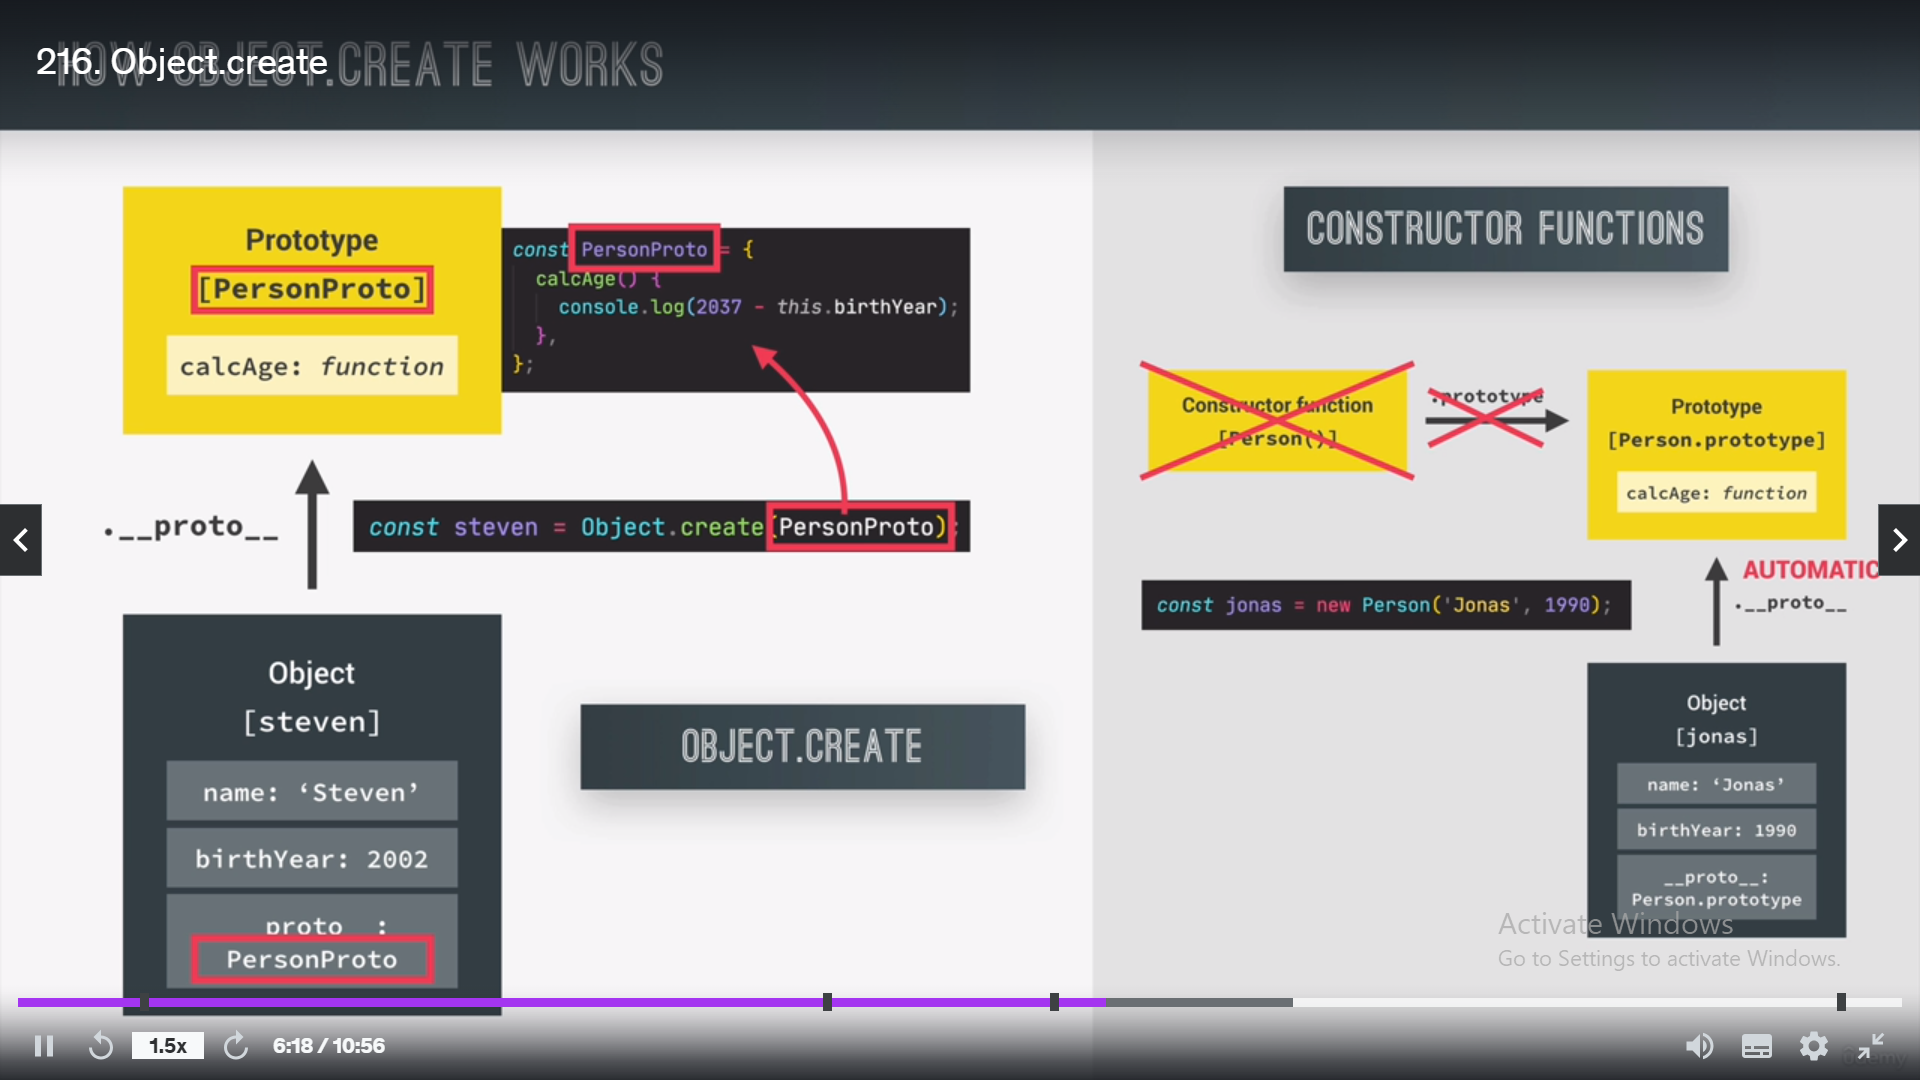 216. Object.create
HOW OBJECT.CREATE WORKS
Prototype
[PersonProto]
calcAge: function
const PersonProto = {
calcAge() {
console.log(2037 - this.birthYear);
},
};
.__proto__
const steven = Object.create(PersonProto);
Object
[steven]
name: ‘Steven’
birthYear: 2002
__proto__:
PersonProto
OBJECT.CREATE
CONSTRUCTOR FUNCTIONS
Constructor function
[Person()]
.prototype
Prototype
[Person.prototype]
calcAge: function
AUTOMATIC
.__proto__
const jonas = new Person('Jonas', 1990);
Object
[jonas]
name: ‘Jonas’
birthYear: 1990
__proto__:
Person.prototype
Activate Windows
Go to Settings to activate Windows.
1.5x
6:18 / 10:56